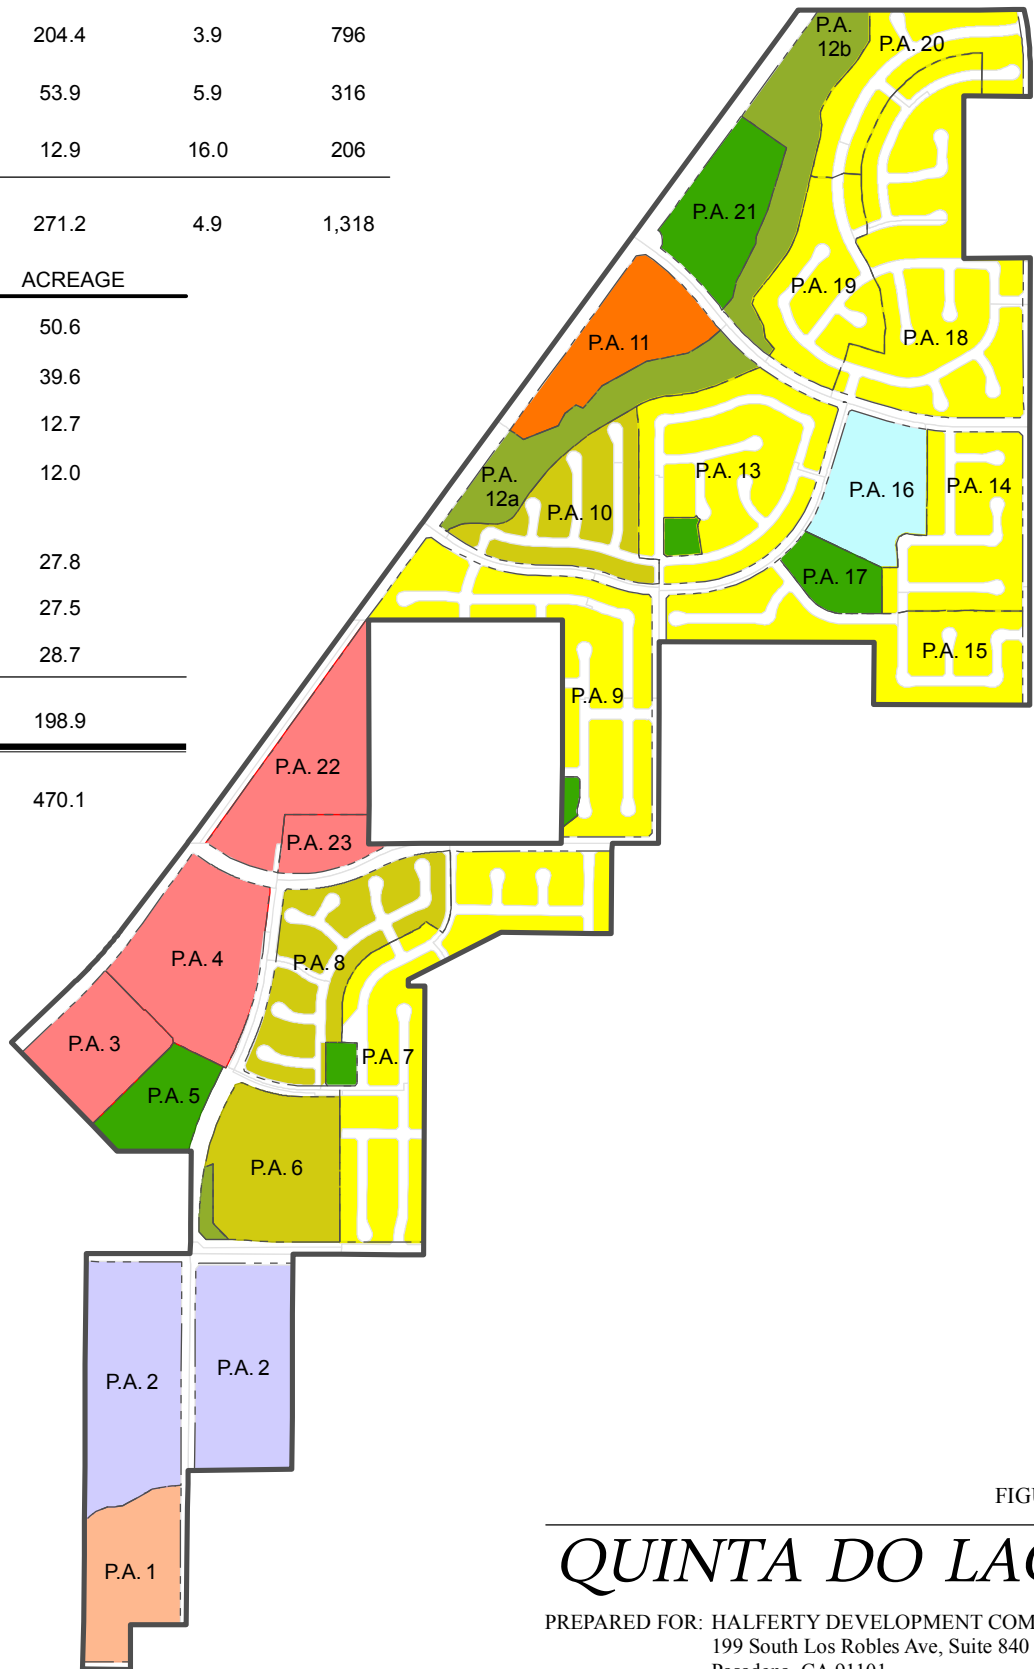 204.4 3.9 796
53.9 5.9 316
12.9 16.0 206
271.2 4.9 1,318
ACREAGE
50.6
39.6
12.7
12.0
27.8
27.5
28.7
198.9
470.1
P.A.
12b
P.A. 20
P.A. 21
P.A. 19
P.A. 18
P.A. 11
P.A. 13
P.A.
12a
P.A. 10
P.A. 16
P.A. 14
P.A. 17
P.A. 15
P.A. 9
P.A. 22
P.A. 23
P.A. 4
P.A. 8
P.A. 3
P.A. 7
P.A. 5
P.A. 6
P.A. 2
P.A. 2
P.A. 1
QUINTA DO
PREPARED FOR: HALFERTY DEVELOPMENT
199 South Los Robles Ave, Suite 840
Pasadena, CA 91101